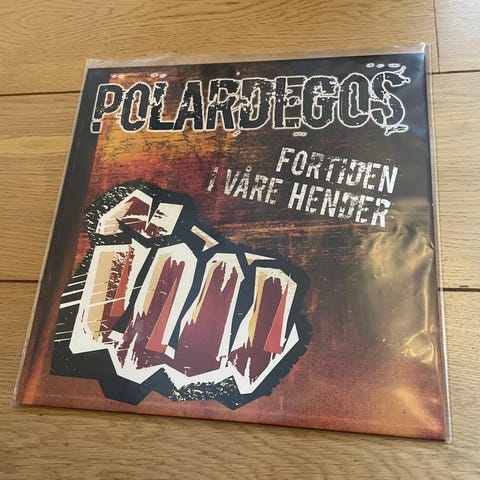 POLARDEGOS
FORTIDEN
I VÅRE HENDER